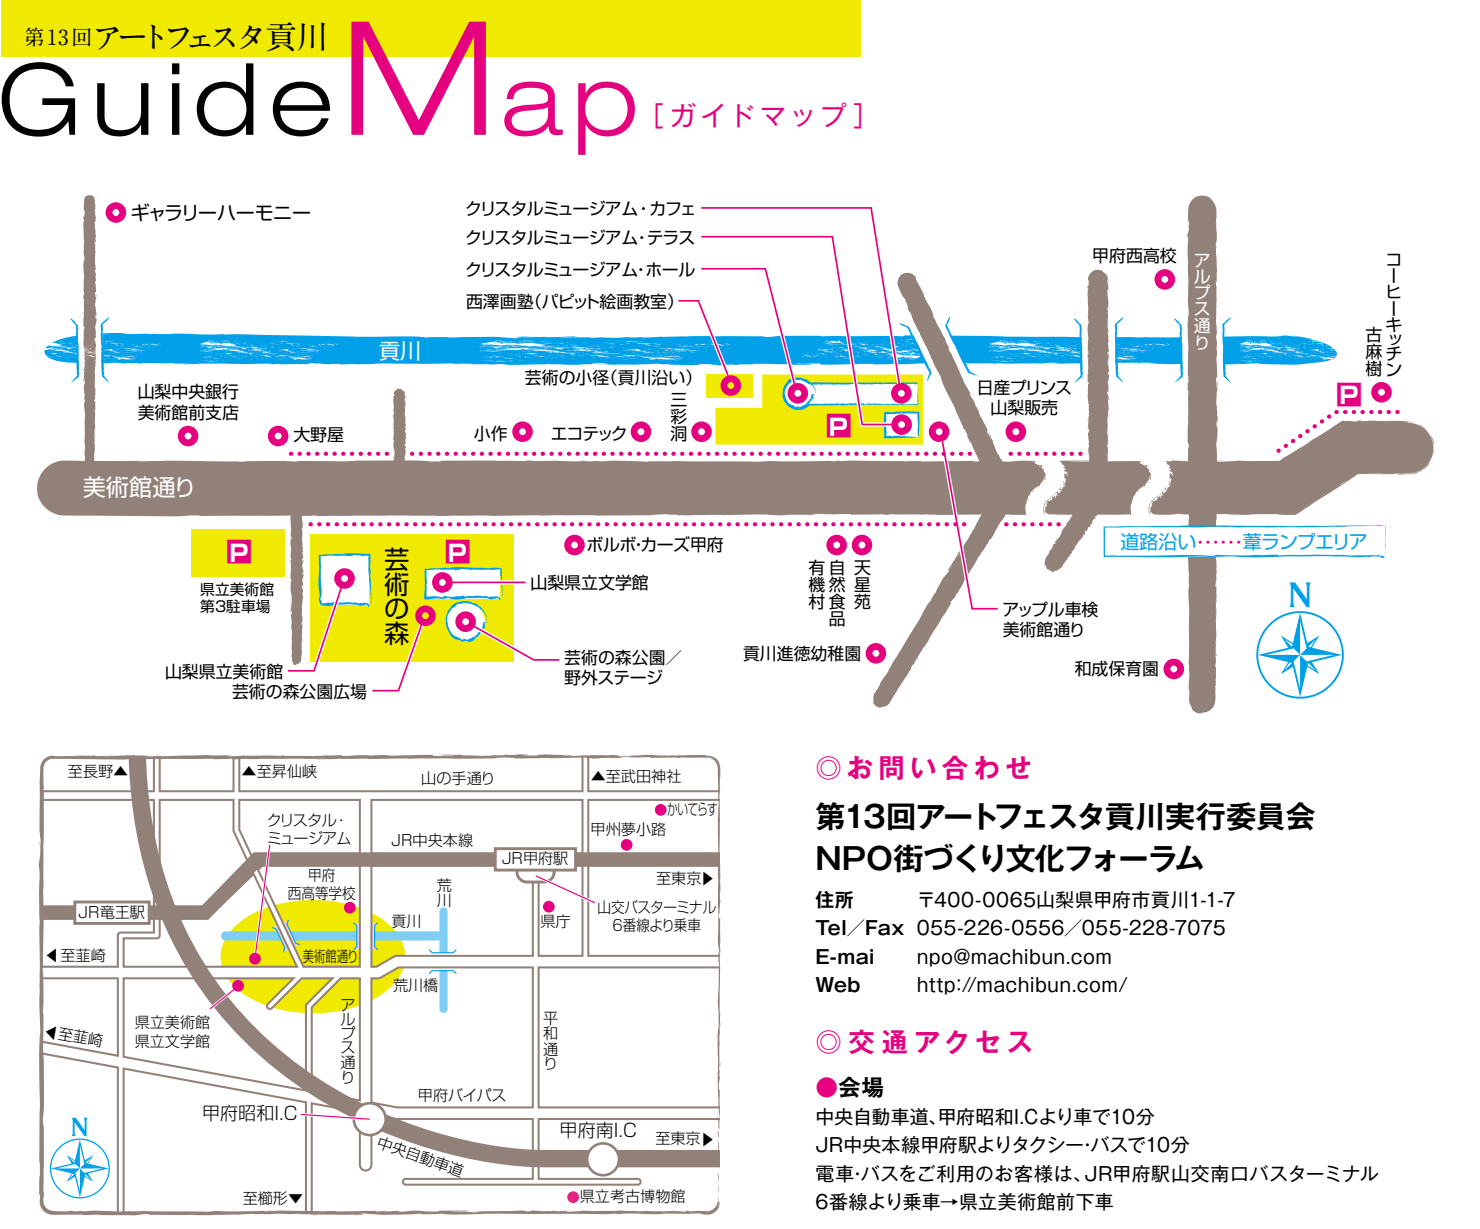 第13回アートフェスタ貢川
GuideMap [ガイドマップ]
ギャラリーハーモニー
クリスタルミュージアム・カフェ
クリスタルミュージアム・テラス
クリスタルミュージアム・ホール
西澤画塾(パピット絵画教室)
甲府西高校
アルプス通り
コーヒーキッチン
古麻樹
貢川
芸術の小径(貢川沿い)
山梨中央銀行
美術館前支店
大野屋
小作
エコテック
三彩洞
P
日産プリンス
山梨販売
P
美術館通り
道路沿い……葦ランプエリア
P
県立美術館
第3駐車場
芸術の森
P
ボルボ・カーズ甲府
山梨県立文学館
有機村
自然食品
天星苑
アップル車検
美術館通り
N
山梨県立美術館
芸術の森公園広場
芸術の森公園／
野外ステージ
貢川進徳幼稚園
和成保育園
至長野▲
▲至昇仙峡
山の手通り
▲至武田神社
かいてらす
クリスタル・
ミュージアム
JR中央本線
甲州夢小路
JR甲府駅
至東京▶
甲府
西高等学校
荒川
JR竜王駅
貢川
県庁
山交バスターミナル
6番線より乗車
◀至韮崎
美術館通り
荒川橋
県立美術館
県立文学館
◀至韮崎
アルプス通り
平和通り
甲府バイパス
甲府昭和I.C
甲府南I.C
至東京▶
中央自動車道
N
至櫛形▼
県立考古博物館
◎お問い合わせ
第13回アートフェスタ貢川実行委員会
NPO街づくり文化フォーラム
住所 〒400-0065山梨県甲府市貢川1-1-7
Tel／Fax 055-226-0556／055-228-7075
E-mai npo@machibun.com
Web http://machibun.com/
◎交通アクセス
●会場
中央自動車道、甲府昭和I.Cより車で10分
JR中央本線甲府駅よりタクシー・バスで10分
電車・バスをご利用のお客様は、JR甲府駅山交南口バスターミナル
6番線より乗車→県立美術館前下車